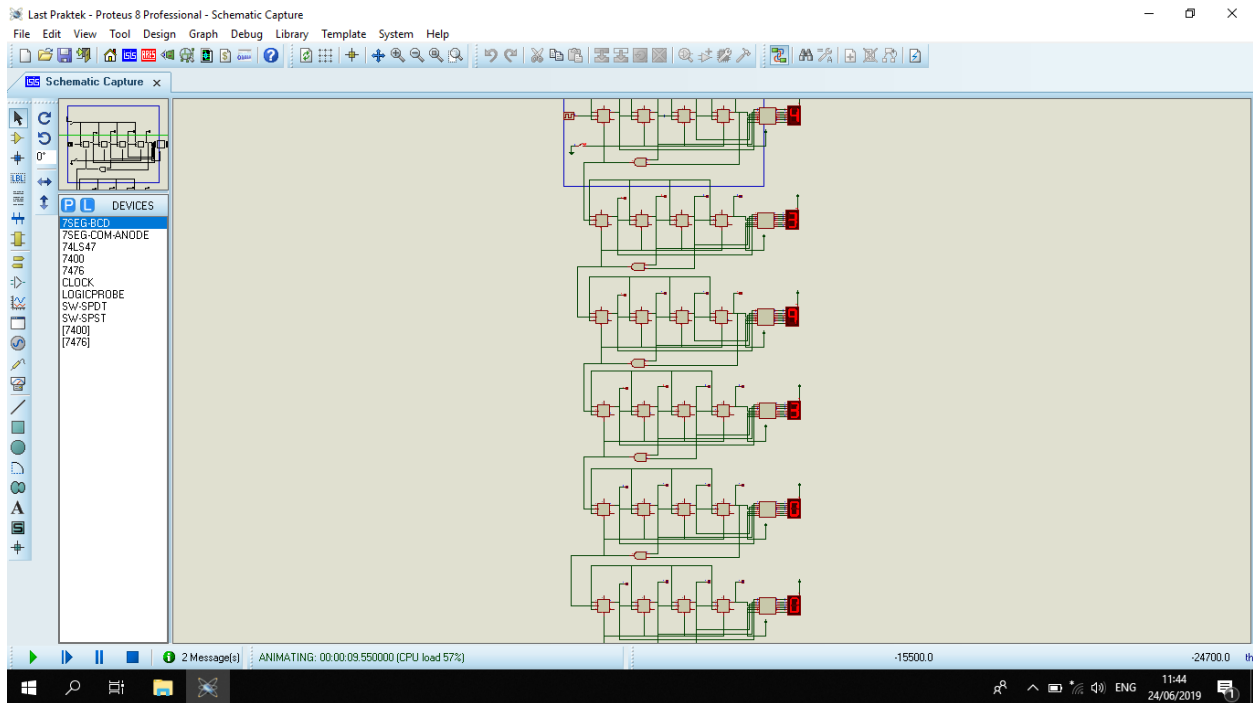 Last Praktek - Proteus 8 Professional - Schematic Capture
File Edit View Tool Design Graph Debug Library Template System Help
Schematic Capture
0°
LBL
P L DEVICES
7SEG-BCD
7SEG-COM-ANODE
74LS47
7400
7476
CLOCK
LOGICPROBE
SW-SPDT
SW-SPST
[7400]
[7476]
A
S
2 Message(s) ANIMATING: 00:00:09.550000 (CPU load 57%) -15500.0 -24700.0 th
ENG
11:44
24/06/2019
1